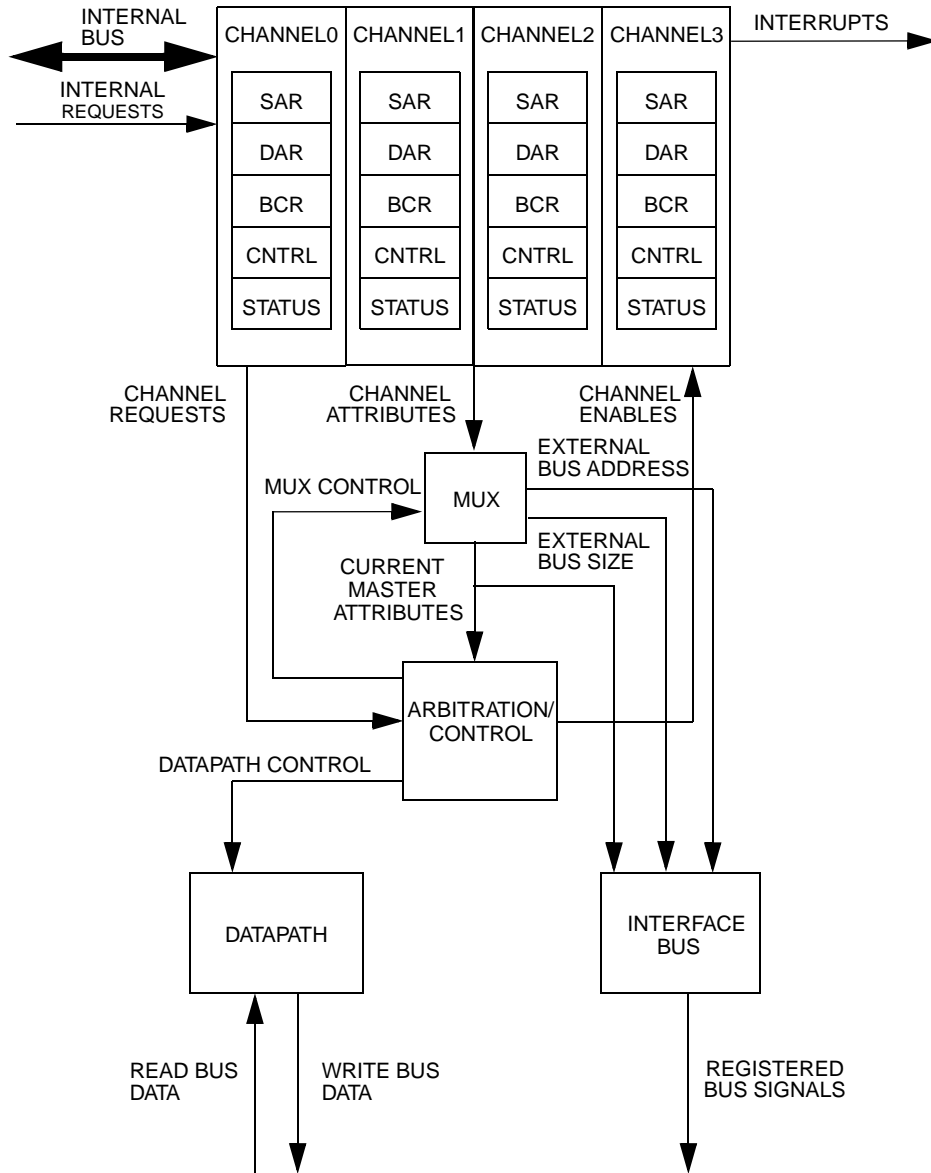 INTERNAL
BUS
CHANNEL0
CHANNEL1
CHANNEL2
CHANNEL3
INTERRUPTS
INTERNAL
REQUESTS
SAR
SAR
SAR
SAR
DAR
DAR
DAR
DAR
BCR
BCR
BCR
BCR
CNTRL
CNTRL
CNTRL
CNTRL
STATUS
STATUS
STATUS
STATUS
CHANNEL
REQUESTS
CHANNEL
ATTRIBUTES
CHANNEL
ENABLES
EXTERNAL
BUS ADDRESS
MUX CONTROL
MUX
EXTERNAL
BUS SIZE
CURRENT
MASTER
ATTRIBUTES
ARBITRATION/
CONTROL
DATAPATH CONTROL
DATAPATH
INTERFACE
BUS
READ BUS
DATA
WRITE BUS
DATA
REGISTERED
BUS SIGNALS